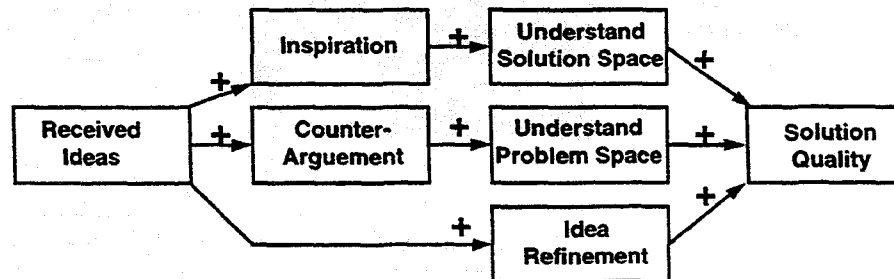 Inspiration
Understand
Solution Space
Received
Ideas
Counter-
Arguement
Understand
Problem Space
Solution
Quality
Idea
Refinement
+
+
+
+
+
+
+
+